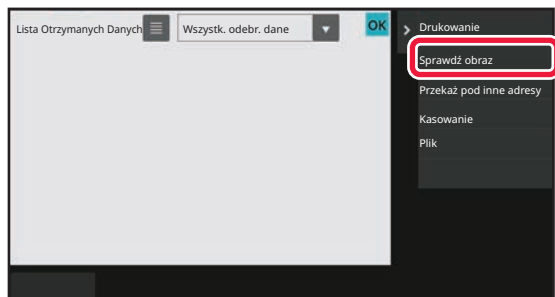 Lista Otrzymanych Danych
Wszystk. odebr. dane
OK
Drukowanie
Sprawdź obraz
Przekaż pod inne adresy
Kasowanie
Plik